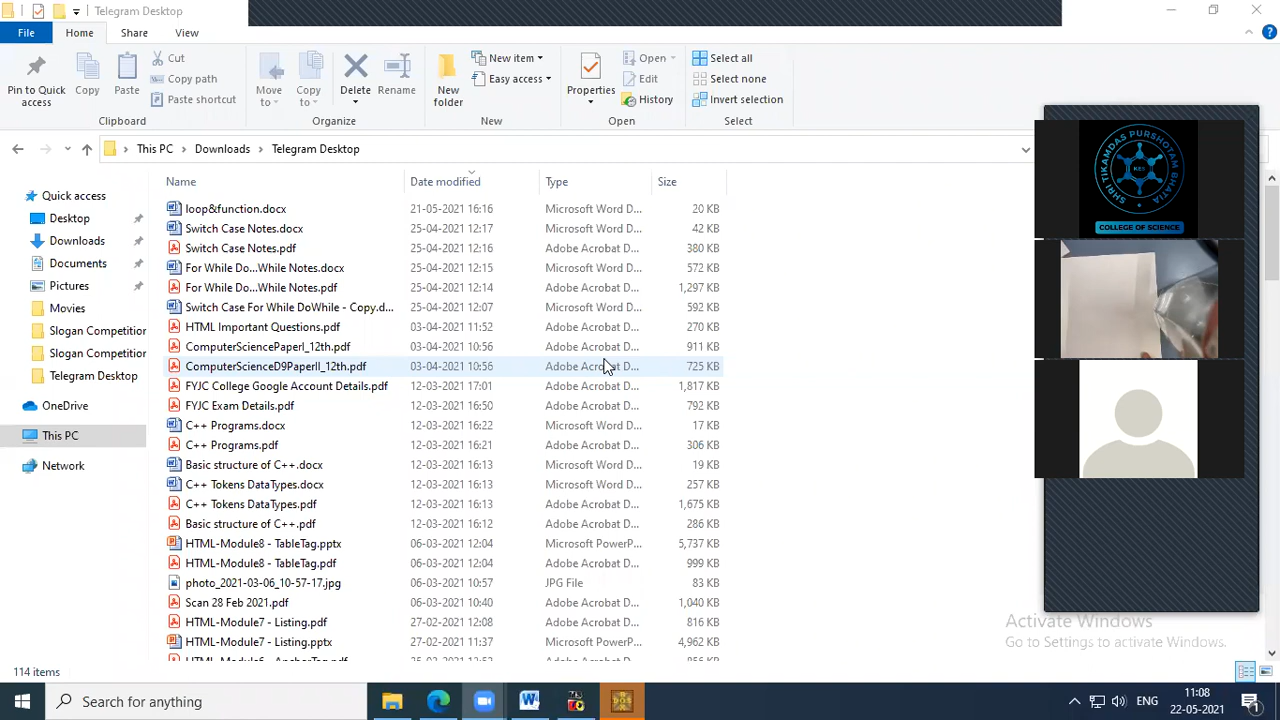 Telegram Desktop
File Home Share View
Pin to Quick access
Copy
Paste
Cut
Copy path
Paste shortcut
Clipboard
Move to
Copy to
Delete
Rename
Organize
New folder
New item
Easy access
New
Properties
Open
Edit
History
Open
Select all
Select none
Invert selection
Select
This PC > Downloads > Telegram Desktop
Quick access
Desktop
Downloads
Documents
Pictures
Movies
Slogan Competition
Slogan Competition
Telegram Desktop
OneDrive
This PC
Network
Name Date modified Type Size
loop&function.docx 21-05-2021 16:16 Microsoft Word D... 20 KB
Switch Case Notes.docx 25-04-2021 12:17 Microsoft Word D... 42 KB
Switch Case Notes.pdf 25-04-2021 12:16 Adobe Acrobat D... 380 KB
For While Do...While Notes.docx 25-04-2021 12:15 Microsoft Word D... 572 KB
For While Do...While Notes.pdf 25-04-2021 12:14 Adobe Acrobat D... 1,297 KB
Switch Case For While DoWhile - Copy.d... 25-04-2021 12:07 Microsoft Word D... 592 KB
HTML Important Questions.pdf 03-04-2021 11:52 Adobe Acrobat D... 270 KB
ComputerSciencePaperI_12th.pdf 03-04-2021 10:56 Adobe Acrobat D... 911 KB
ComputerScienceD9PaperII_12th.pdf 03-04-2021 10:56 Adobe Acrobat D... 725 KB
FYJC College Google Account Details.pdf 12-03-2021 17:01 Adobe Acrobat D... 1,817 KB
FYJC Exam Details.pdf 12-03-2021 16:50 Adobe Acrobat D... 792 KB
C++ Programs.docx 12-03-2021 16:22 Microsoft Word D... 17 KB
C++ Programs.pdf 12-03-2021 16:21 Adobe Acrobat D... 306 KB
Basic structure of C++.docx 12-03-2021 16:13 Microsoft Word D... 19 KB
C++ Tokens DataTypes.docx 12-03-2021 16:13 Microsoft Word D... 257 KB
C++ Tokens DataTypes.pdf 12-03-2021 16:13 Adobe Acrobat D... 1,675 KB
Basic structure of C++.pdf 12-03-2021 16:12 Adobe Acrobat D... 286 KB
HTML-Module8 - TableTag.pptx 06-03-2021 12:04 Microsoft PowerP... 5,737 KB
HTML-Module8 - TableTag.pdf 06-03-2021 12:04 Adobe Acrobat D... 999 KB
photo_2021-03-06_10-57-17.jpg 06-03-2021 10:57 JPG File 83 KB
Scan 28 Feb 2021.pdf 06-03-2021 10:40 Adobe Acrobat D... 1,040 KB
HTML-Module7 - Listing.pdf 27-02-2021 12:08 Adobe Acrobat D... 816 KB
HTML-Module7 - Listing.pptx 27-02-2021 11:37 Microsoft PowerP... 4,962 KB
SHRI TIKAMDAS PURSHOTAM BHATIA
KES
COLLEGE OF SCIENCE
Activate Windows
Go to Settings to activate Windows.
114 items
Search for anything
ENG
11:08
22-05-2021